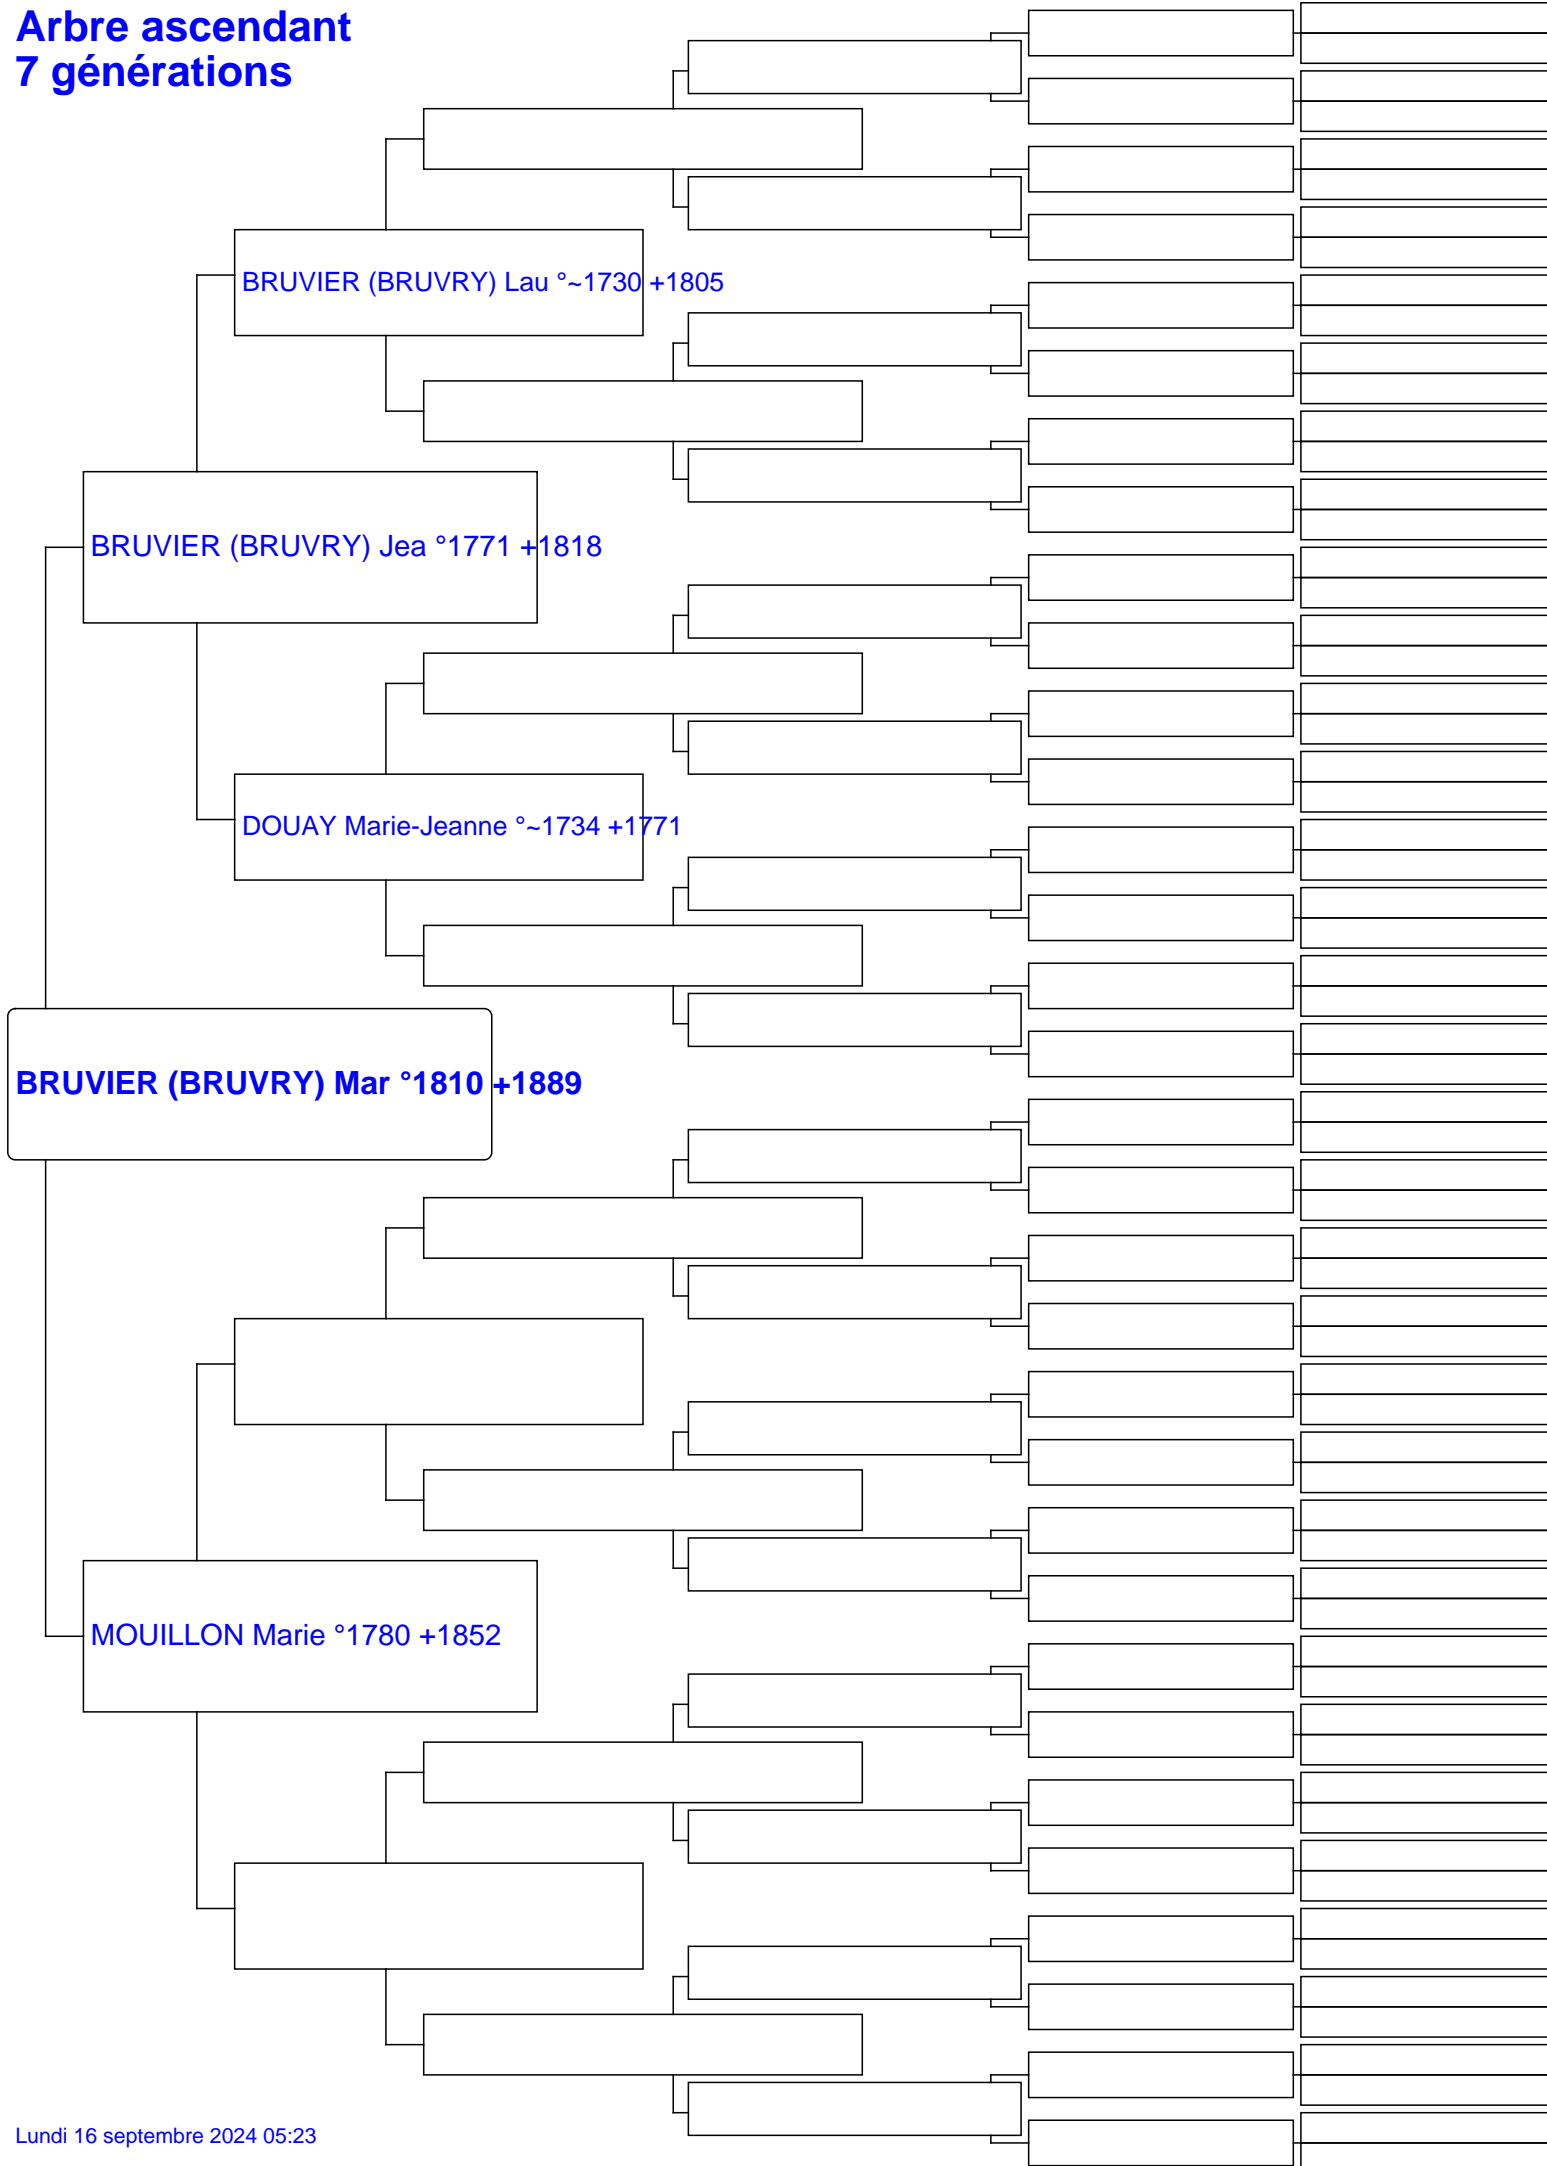 Arbre ascendant
7 générations
BRUVIER (BRUVRY) Lau °~1730 +1805
BRUVIER (BRUVRY) Jea °1771 +1818
DOUAY Marie-Jeanne °~1734 +1771
BRUVIER (BRUVRY) Mar °1810 +1889
MOUILLON Marie °1780 +1852
Lundi 16 septembre 2024 05:23